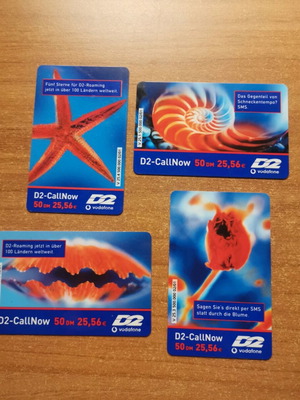 Fünf Sterne für D2-Roaming
jetzt in über 100 Ländern weltweit
D2-CallNow
50 DM 25,56€
D2
vodafone
Das Gegenteil von
Schneckentempo?
SMS
D2-CallNow 50 DM 25,56€
D2
vodafone
D2-Roaming jetzt in über
100 Ländern weltweit
D2-CallNow 50 DM 25,56€
D2
vodafone
Sagen Sie's direkt per SMS
statt durch die Blume
D2-CallNow
50 DM 25,56€
D2
vodafone